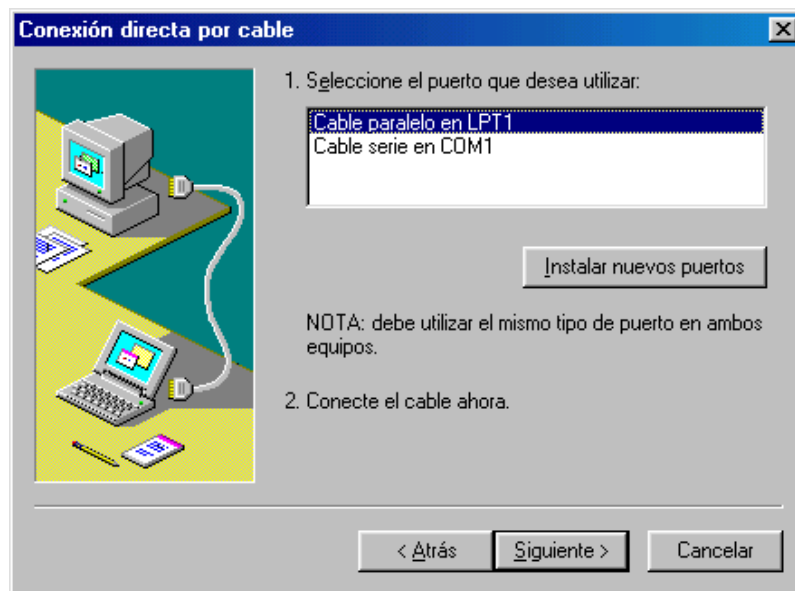 Conexión directa por cable
1. Seleccione el puerto que desea utilizar:
Cable paralelo en LPT1
Cable serie en COM1
Instalar nuevos puertos
NOTA: debe utilizar el mismo tipo de puerto en ambos
equipos.
2. Conecte el cable ahora.
< Atrás
Siguiente >
Cancelar